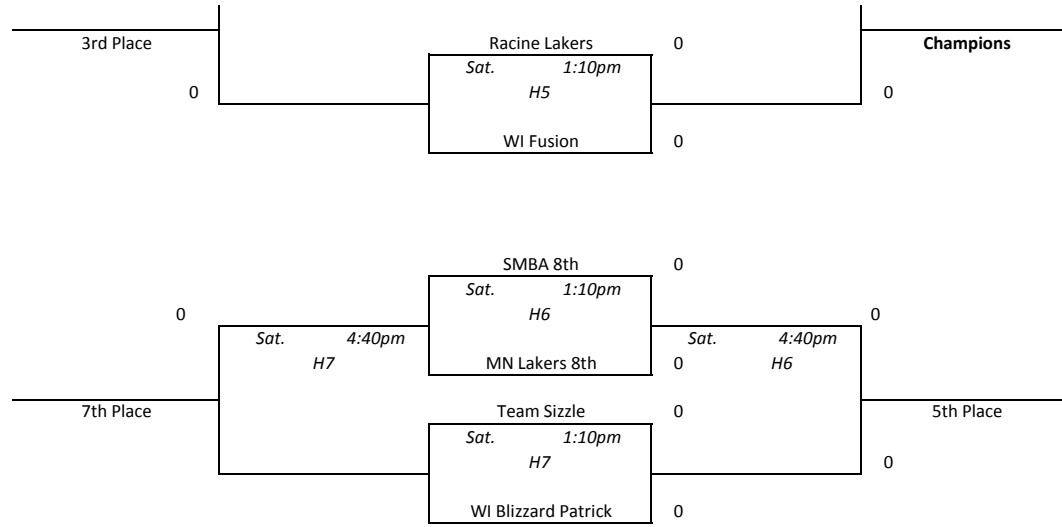 3rd Place Racine Lakers 0 Champions
Sat. 1:10pm
0 H5 0
WI Fusion 0
SMBA 8th 0
Sat. 1:10pm
0 H6 0
Sat. 4:40pm Sat. 4:40pm
H7 MN Lakers 8th 0 H6
7th Place Team Sizzle 0 5th Place
Sat. 1:10pm
H7 0
WI Blizzard Patrick 0